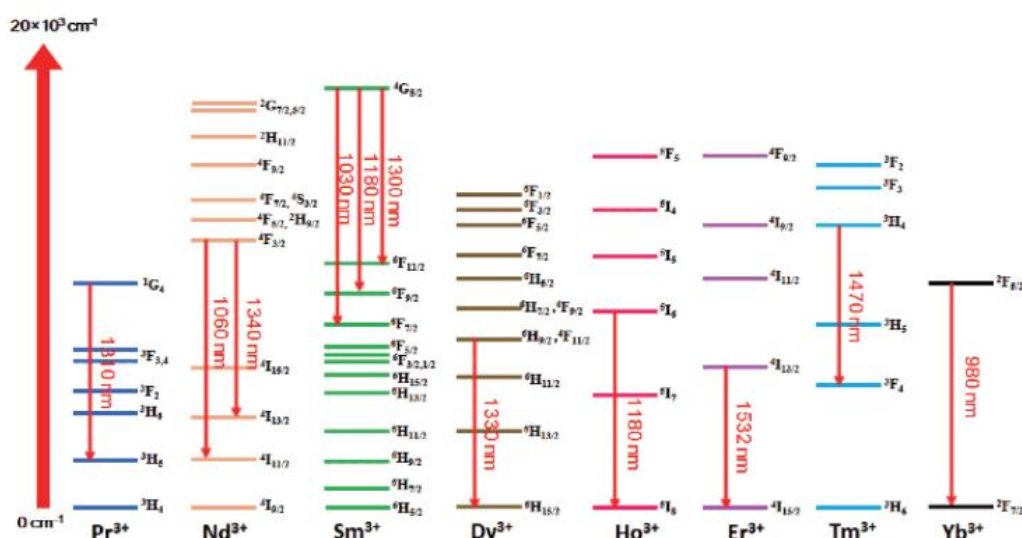 20×10³ cm⁻¹
0 cm⁻¹
¹G₄
1310 nm
³F₃,₄
³F₂
³H₆
³H₅
³H₄
Pr³⁺
²G₇/₂,₅/₂
²H₁₁/₂
⁴F₉/₂
⁴F₇/₂, ⁴S₃/₂
⁴F₅/₂, ²H₉/₂
⁴F₃/₂
1060 nm
1340 nm
⁴I₁₅/₂
⁴I₁₃/₂
⁴I₁₁/₂
⁴I₉/₂
Nd³⁺
⁴G₅/₂
1030 nm
1180 nm
1300 nm
⁶F₁₁/₂
⁶F₉/₂
⁶F₇/₂
⁶F₅/₂
⁶F₃/₂,₁/₂
⁶H₁₅/₂
⁶H₁₃/₂
⁶H₁₁/₂
⁶H₉/₂
⁶H₇/₂
⁶H₅/₂
Sm³⁺
⁶F₁/₂
⁶F₃/₂
⁶F₅/₂
⁶F₇/₂
⁶H₅/₂
⁶H₇/₂, ⁶F₉/₂
⁶H₉/₂, ⁶F₁₁/₂
⁶H₁₁/₂
1330 nm
⁶H₁₃/₂
⁶H₁₅/₂
Dy³⁺
⁵F₅
⁵I₄
⁵I₅
⁵I₆
⁵I₇
1180 nm
⁵I₈
Ho³⁺
⁴F₉/₂
⁴I₉/₂
⁴I₁₁/₂
⁴I₁₃/₂
1532 nm
⁴I₁₅/₂
Er³⁺
³F₂
³F₃
³H₄
1470 nm
³H₅
³F₄
³H₆
Tm³⁺
²F₅/₂
980 nm
²F₇/₂
Yb³⁺